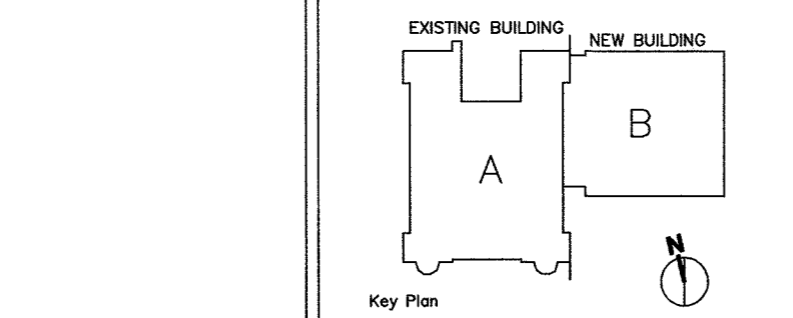 EXISTING BUILDING
NEW BUILDING
B
A
N
Key Plan